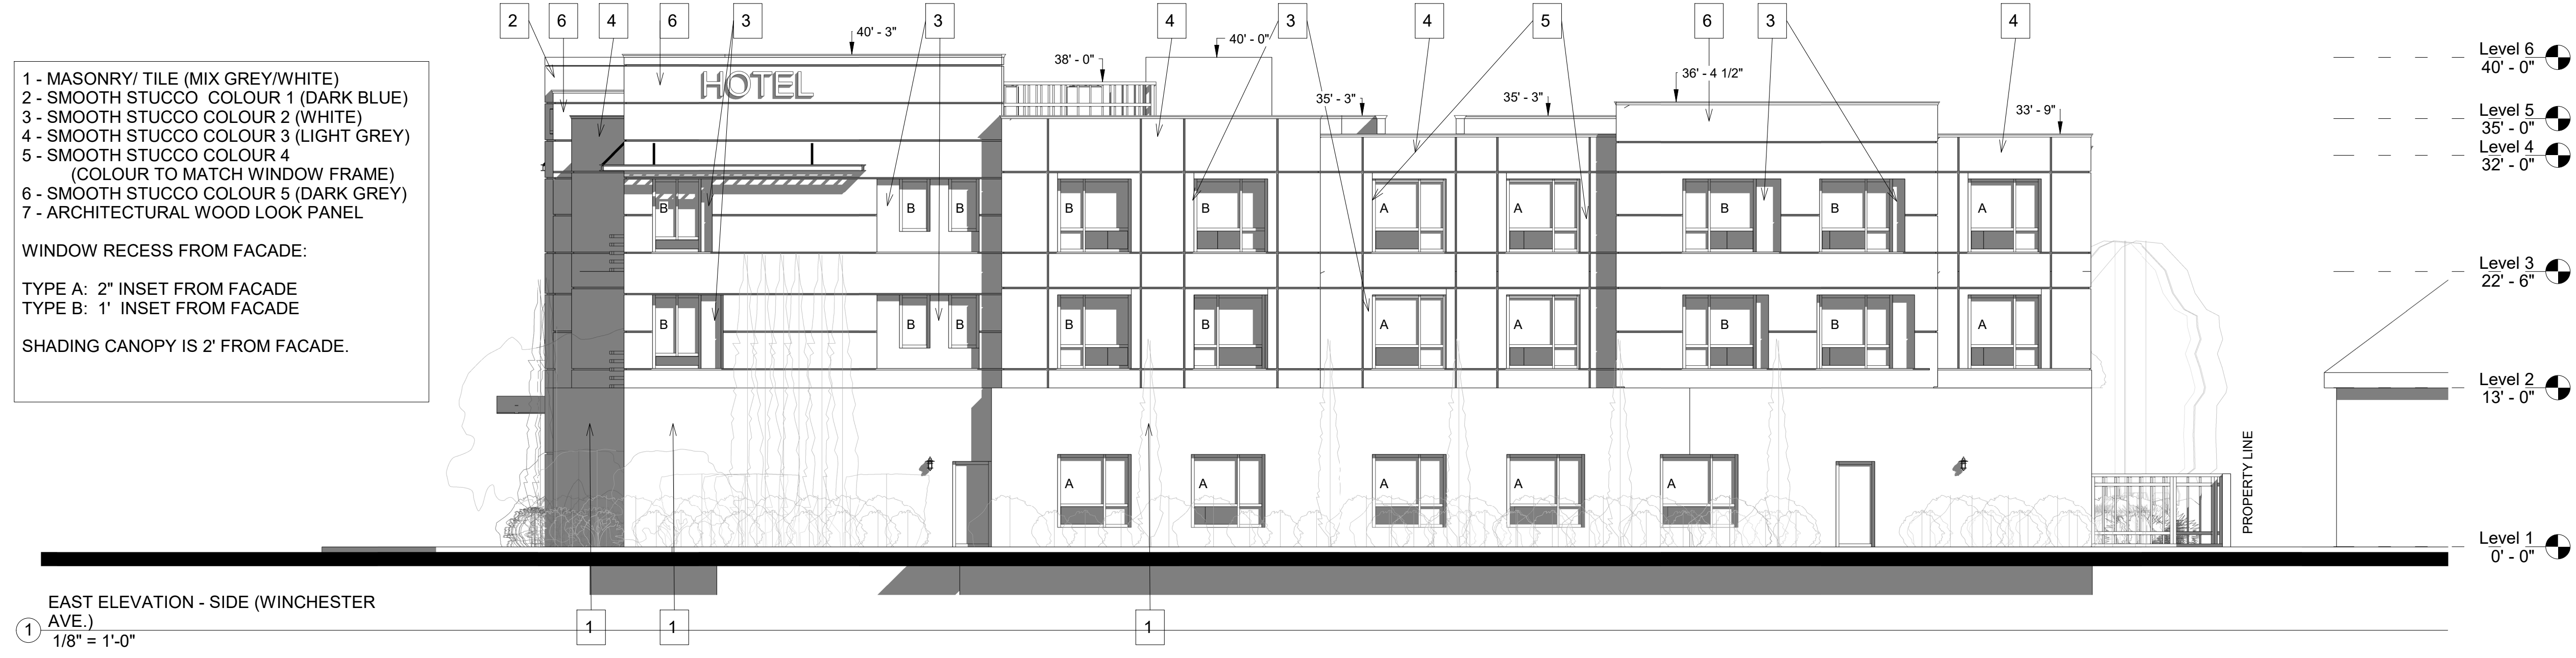 2 6 4 6 3 3 4 3 4 5 6 3 4
40' - 3"
40' - 0"
38' - 0"
36' - 4 1/2"
35' - 3"
35' - 3"
33' - 9"
HOTEL
1 - MASONRY/ TILE (MIX GREY/WHITE)
2 - SMOOTH STUCCO COLOUR 1 (DARK BLUE)
3 - SMOOTH STUCCO COLOUR 2 (WHITE)
4 - SMOOTH STUCCO COLOUR 3 (LIGHT GREY)
5 - SMOOTH STUCCO COLOUR 4
(COLOUR TO MATCH WINDOW FRAME)
6 - SMOOTH STUCCO COLOUR 5 (DARK GREY)
7 - ARCHITECTURAL WOOD LOOK PANEL
WINDOW RECESS FROM FACADE:
TYPE A: 2" INSET FROM FACADE
TYPE B: 1' INSET FROM FACADE
SHADING CANOPY IS 2' FROM FACADE.
B B B B B A A B B A
B B B B B A A B B A
A A A A A
Level 6
40' - 0"
Level 5
35' - 0"
Level 4
32' - 0"
Level 3
22' - 6"
Level 2
13' - 0"
Level 1
0' - 0"
PROPERTY LINE
1 1 1
EAST ELEVATION - SIDE (WINCHESTER
AVE.)
1
1/8" = 1'-0"